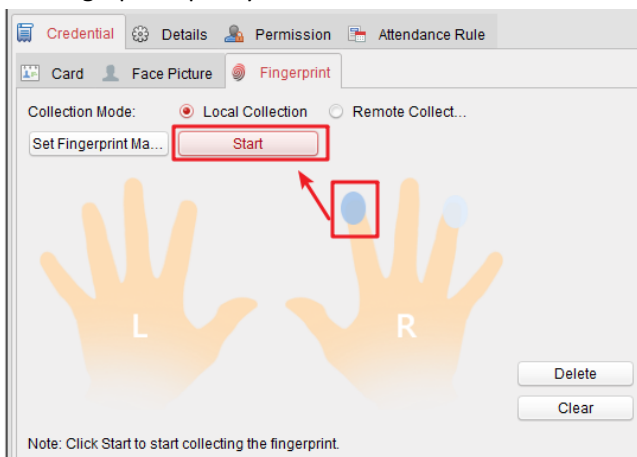 Credential Details Permission Attendance Rule
Card Face Picture Fingerprint
Collection Mode: Local Collection Remote Collect...
Set Fingerprint Ma... Start
L R
Delete
Clear
Note: Click Start to start collecting the fingerprint.